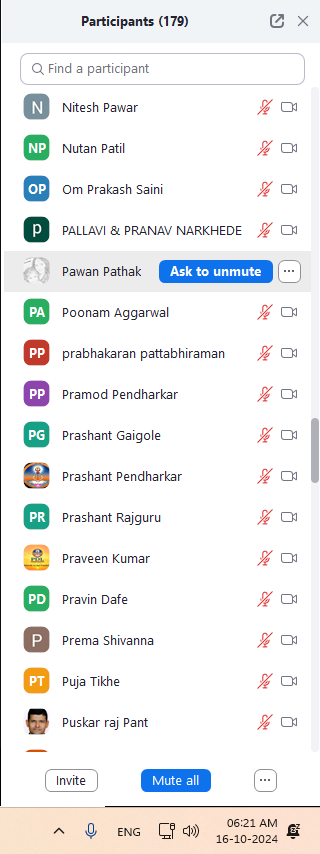 Participants (179)
Find a participant
N Nitesh Pawar
NP Nutan Patil
OP Om Prakash Saini
p PALLAVI & PRANAV NARKHEDE
Pawan Pathak Ask to unmute ...
PA Poonam Aggarwal
PP prabhakaran pattabhiraman
PP Pramod Pendharkar
PG Prashant Gaigole
Prashant Pendharkar
PR Prashant Rajguru
Praveen Kumar
PD Pravin Dafe
P Prema Shivanna
PT Puja Tikhe
Puskar raj Pant
Invite Mute all ...
ENG 06:21 AM
16-10-2024